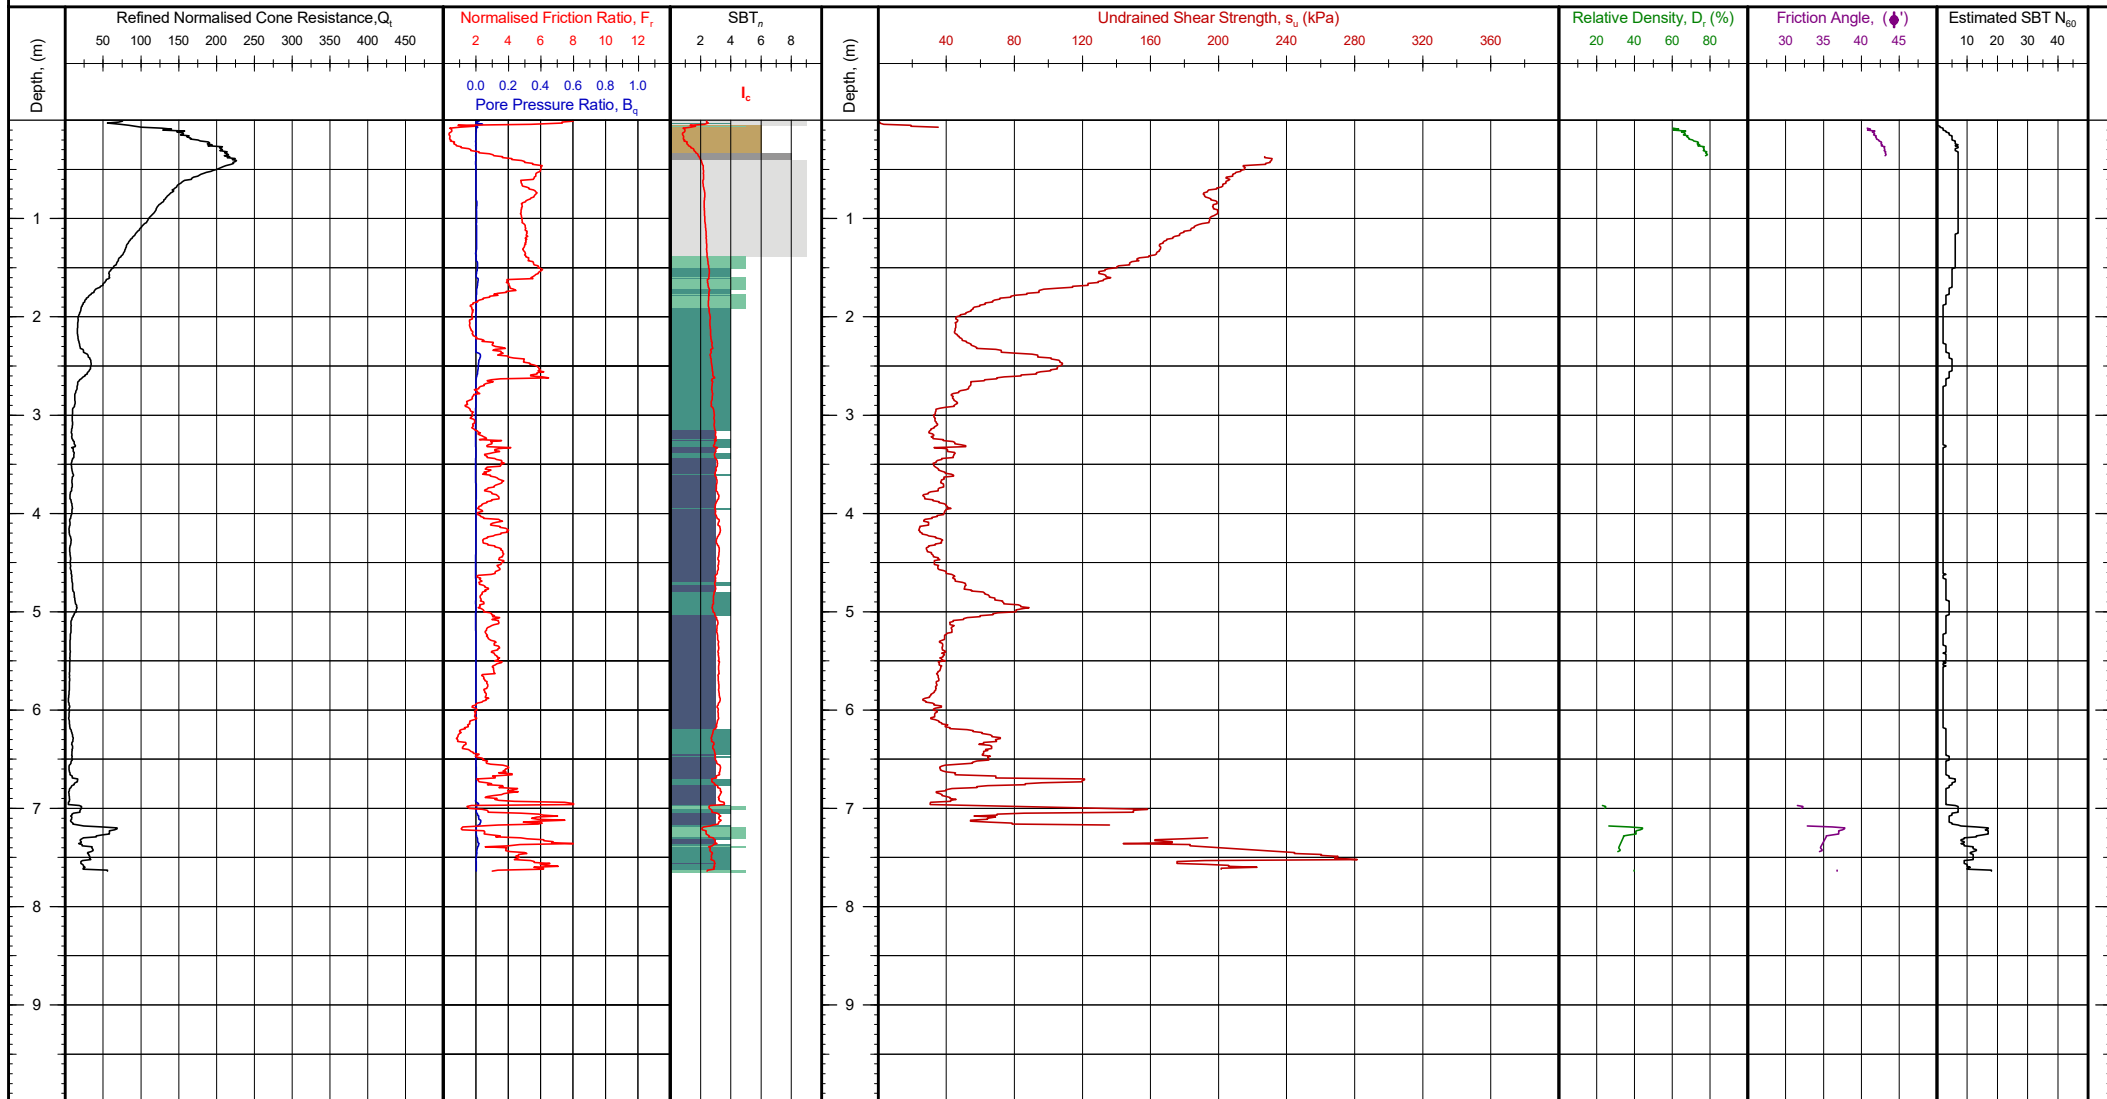 Refined Normalised Cone Resistance,Qt
50 100 150 200 250 300 350 400 450
Normalised Friction Ratio, Fr
2 4 6 8 10 12
0.0 0.2 0.4 0.6 0.8 1.0
Pore Pressure Ratio, Bq
SBTn
2 4 6 8
Ic
Undrained Shear Strength, su (kPa)
40 80 120 160 200 240 280 320 360
Relative Density, Dr (%)
20 40 60 80
Friction Angle, (ϕ')
30 35 40 45
Estimated SBT N60
10 20 30 40
Depth, (m)
1
2
3
4
5
6
7
8
9
Depth, (m)
1
2
3
4
5
6
7
8
9